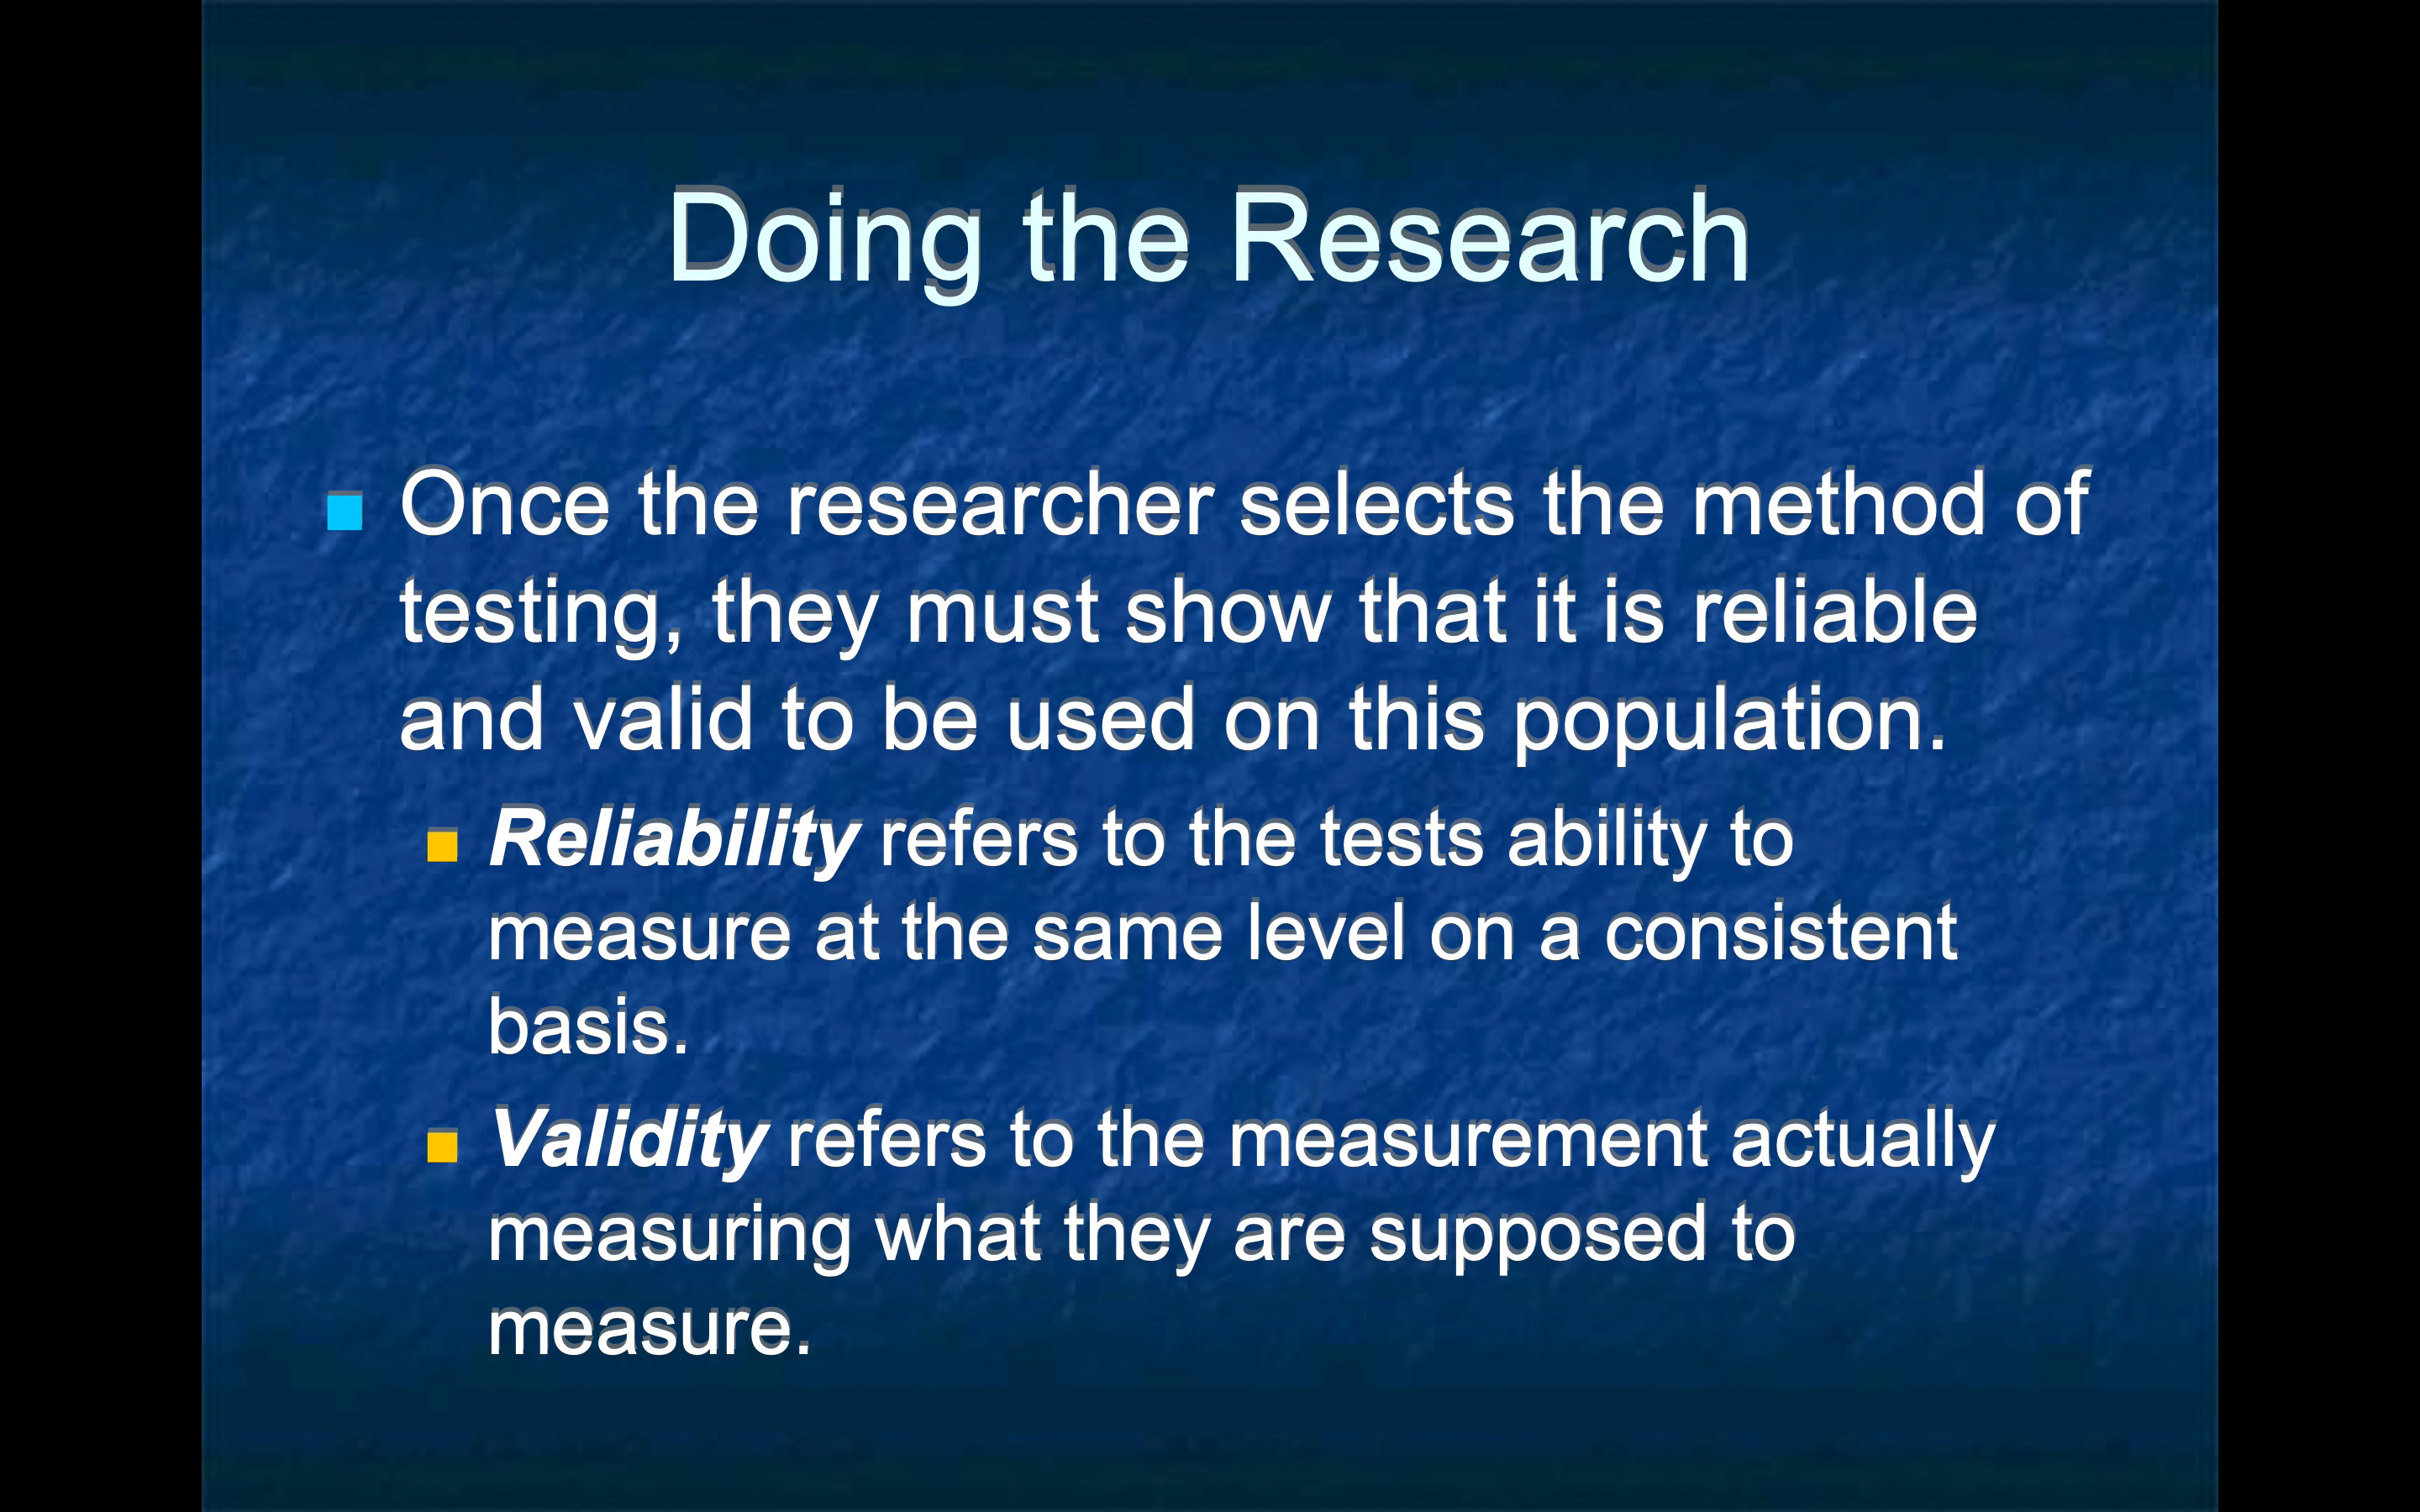 Doing the Research
Once the researcher selects the method of
testing, they must show that it is reliable
and valid to be used on this population.
Reliability refers to the tests ability to
measure at the same level on a consistent
basis.
Validity refers to the measurement actually
measuring what they are supposed to
measure.